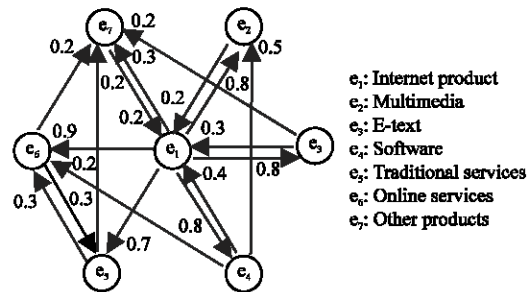 e₇
0.2
e₂
0.2
0.3
0.5
0.2
0.2
0.8
0.2
0.3
0.9
e₆
e₁
e₃
0.2
0.4
0.8
0.3
0.3
0.8
0.7
e₅
e₄
e₁: Internet product
e₂: Multimedia
e₃: E-text
e₄: Software
e₅: Traditional services
e₆: Online services
e₇: Other products